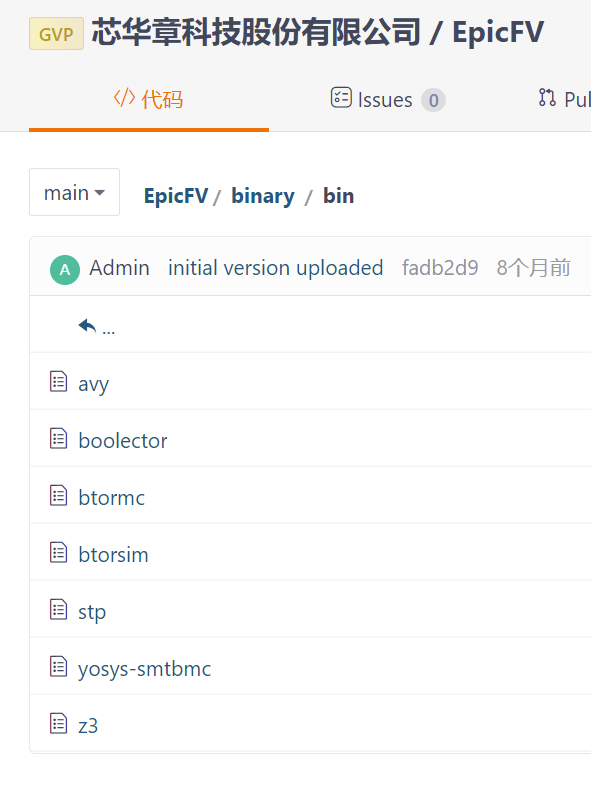 GVP 芯华章科技股份有限公司 / EpicFV
代码 Issues 0 Pul
main EpicFV / binary / bin
A Admin initial version uploaded fadb2d9 8个月前
...
avy
boolector
btormc
btorsim
stp
yosys-smtbmc
z3